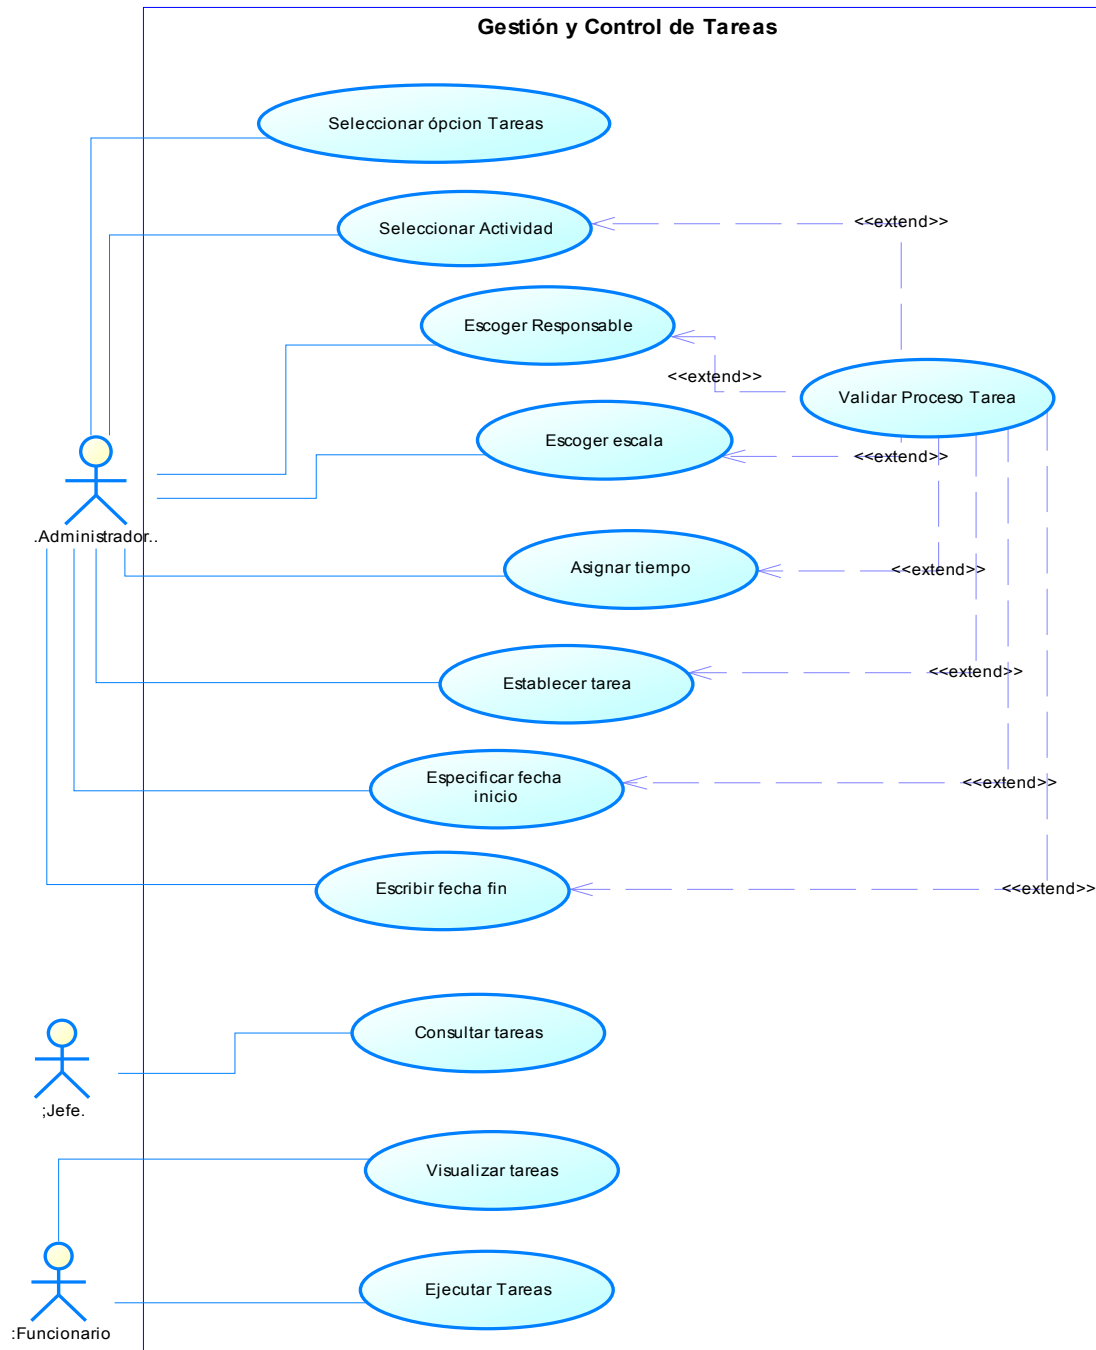 Gestión y Control de Tareas
Seleccionar ópcion Tareas
Seleccionar Actividad
<<extend>>
Escoger Responsable
<<extend>>
Validar Proceso Tarea
Escoger escala
<<extend>>
.Administrador..
Asignar tiempo
<<extend>>
Establecer tarea
<<extend>>
Especificar fecha
inicio
<<extend>>
Escribir fecha fin
<<extend>>
Consultar tareas
;Jefe.
Visualizar tareas
Ejecutar Tareas
:Funcionario